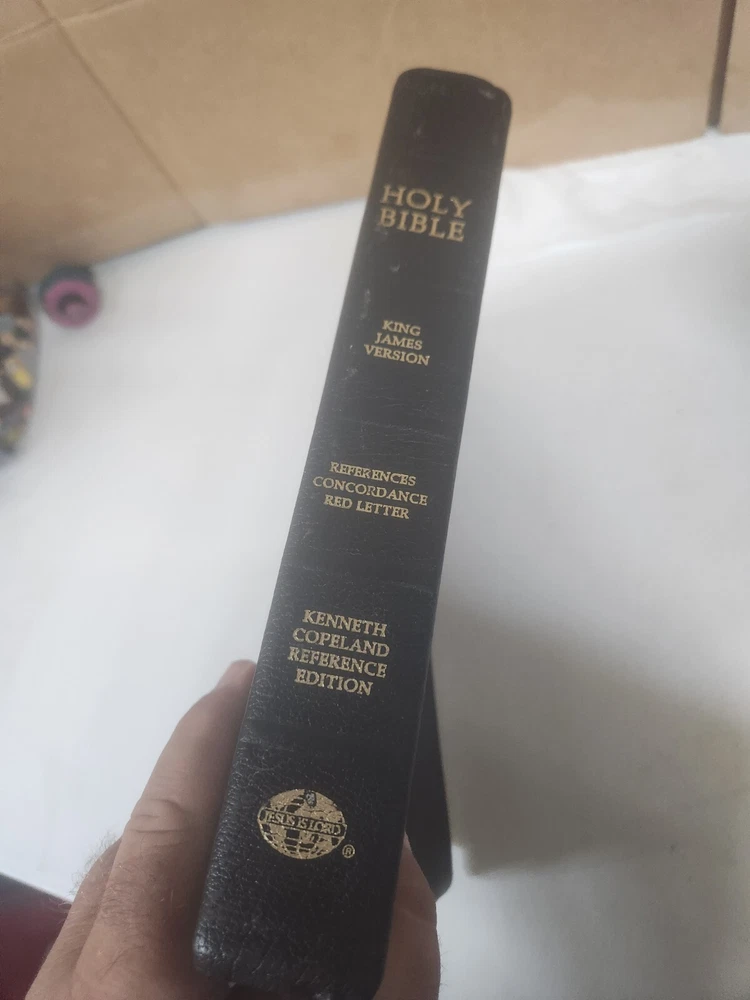 HOLY
BIBLE
KING
JAMES
VERSION
REFERENCES
CONCORDANCE
RED LETTER
KENNETH
COPELAND
REFERENCE
EDITION
JESUS IS LORD
®